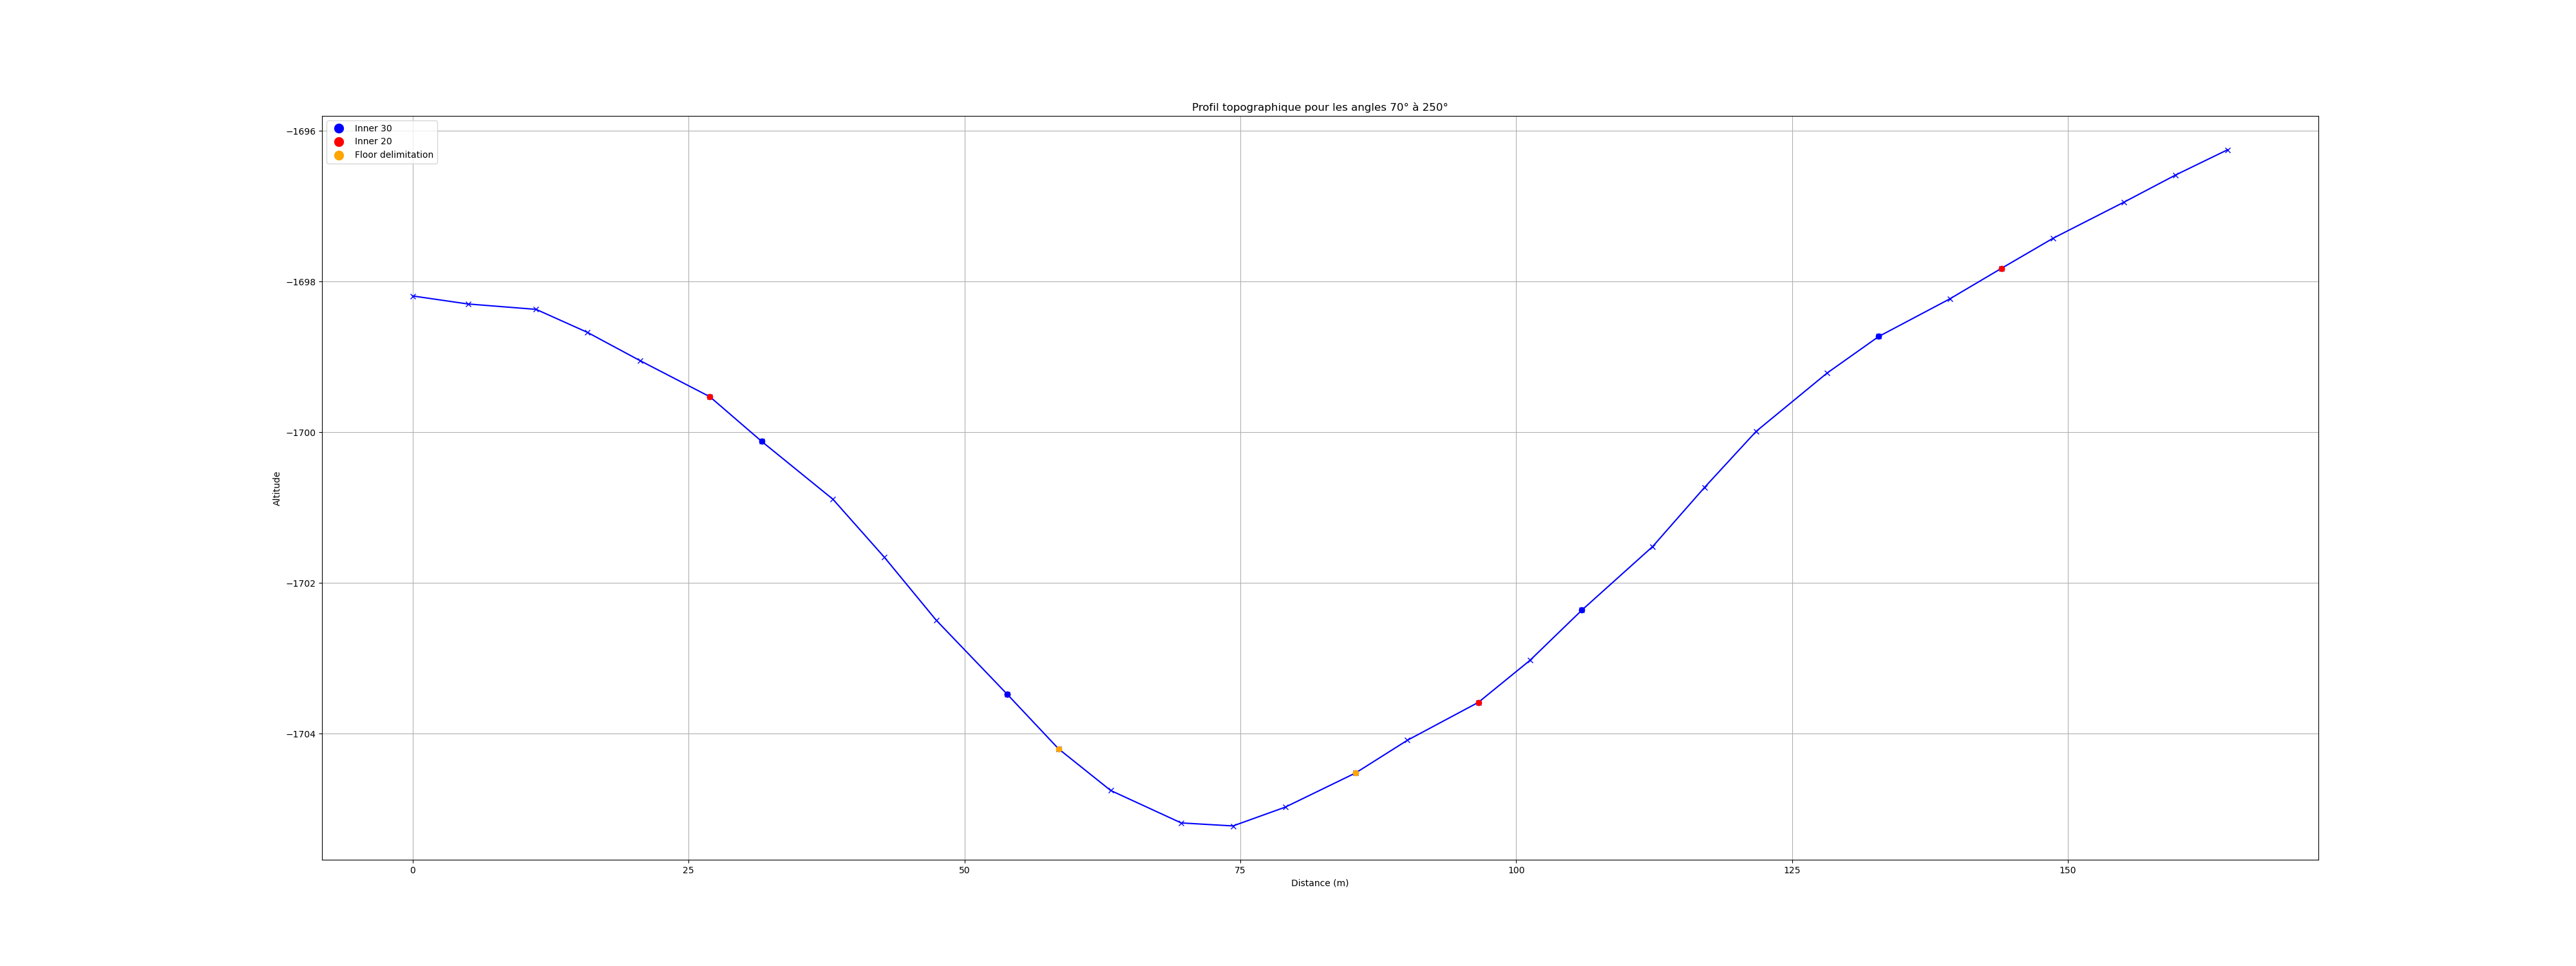 Profil topographique pour les angles 70° à 250°
Inner 30
Inner 20
Floor delimitation
Altitude
−1696
−1698
−1700
−1702
−1704
0 25 50 75 100 125 150
Distance (m)